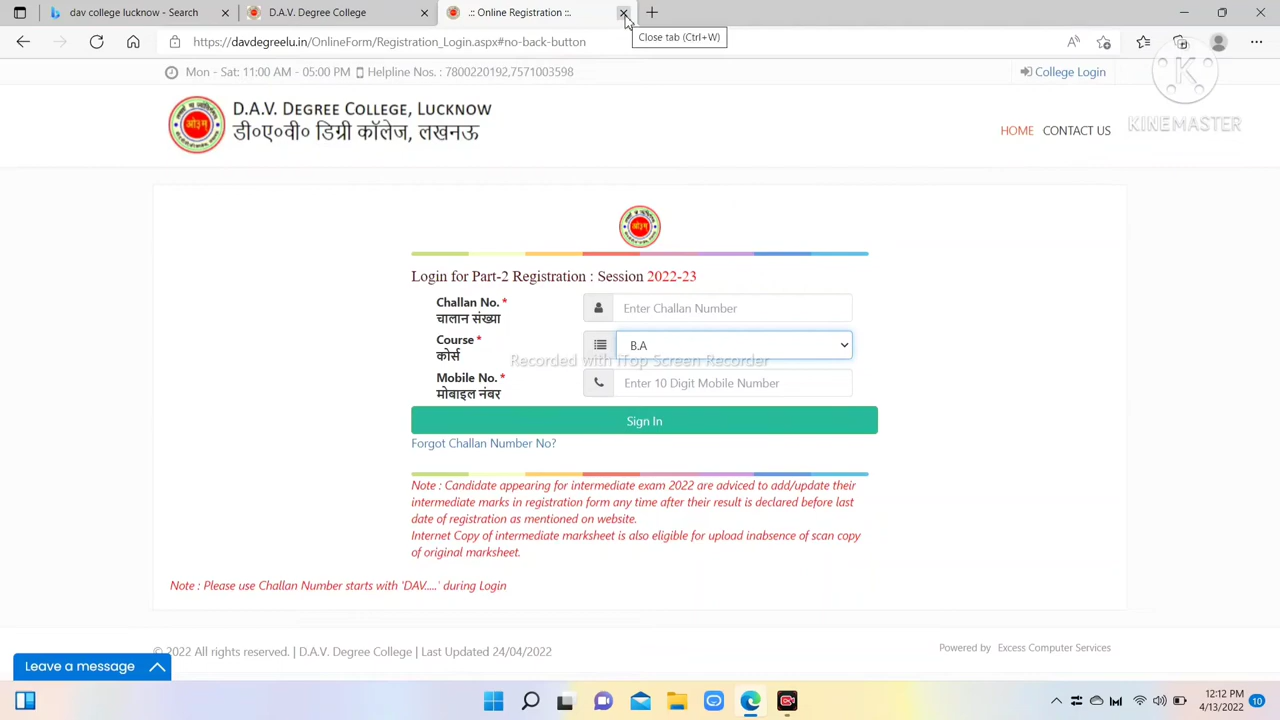 Search
D.A.V. Degree College
:: Online Registration ::
Close tab (Ctrl+W)
https://davdegreelu.in/OnlineForm/Registration_Login.aspx#no-back-button
Mon - Sat: 11:00 AM - 05:00 PM Helpline Nos. : 7800220192,7571003598
College Login
D.A.V. DEGREE COLLEGE, LUCKNOW
डी०ए०वी० डिग्री कॉलेज, लखनऊ
HOME CONTACT US
K
KINEMASTER
Login for Part-2 Registration : Session 2022-23
Challan No. *
चालान संख्या
Enter Challan Number
Course *
कोर्स
B.A
Recorded with iTop Screen Recorder
Mobile No. *
मोबाइल नंबर
Enter 10 Digit Mobile Number
Sign In
Forgot Challan Number No?
Note : Candidate appearing for intermediate exam 2022 are adviced to add/update their
intermediate marks in registration form any time after their result is declared before last
date of registration as mentioned on website.
Internet Copy of intermediate marksheet is also eligible for upload inabsence of scan copy
of original marksheet.
Note : Please use Challan Number starts with 'DAV.....' during Login
© 2022 All rights reserved. | D.A.V. Degree College | Last Updated 24/04/2022
Powered by Excess Computer Services
Leave a message
12:12 PM
4/13/2022
10